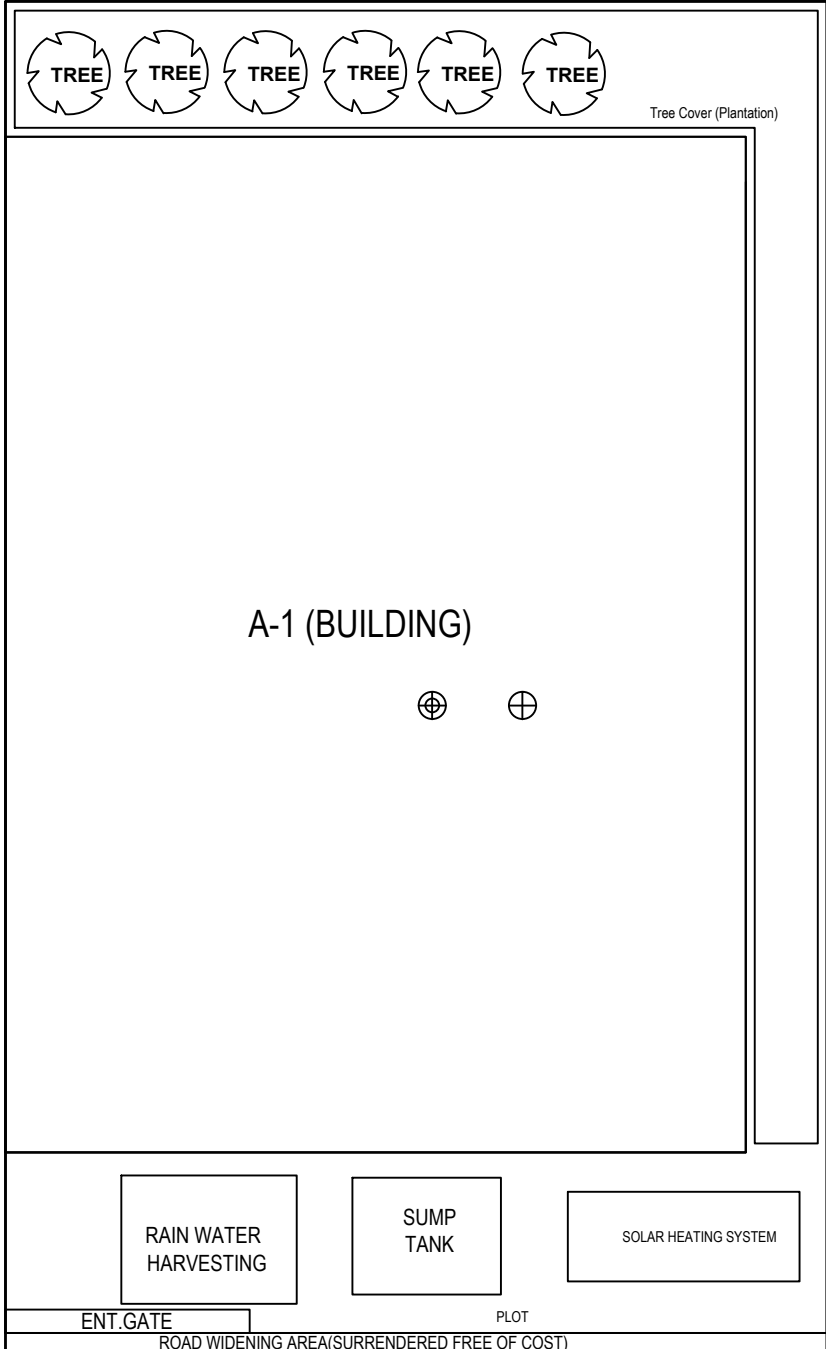 TREE TREE TREE TREE TREE TREE
Tree Cover (Plantation)
A-1 (BUILDING)
RAIN WATER
HARVESTING
SUMP
TANK
SOLAR HEATING SYSTEM
ENT.GATE
PLOT
ROAD WIDENING AREA(SURRENDERED FREE OF COST)